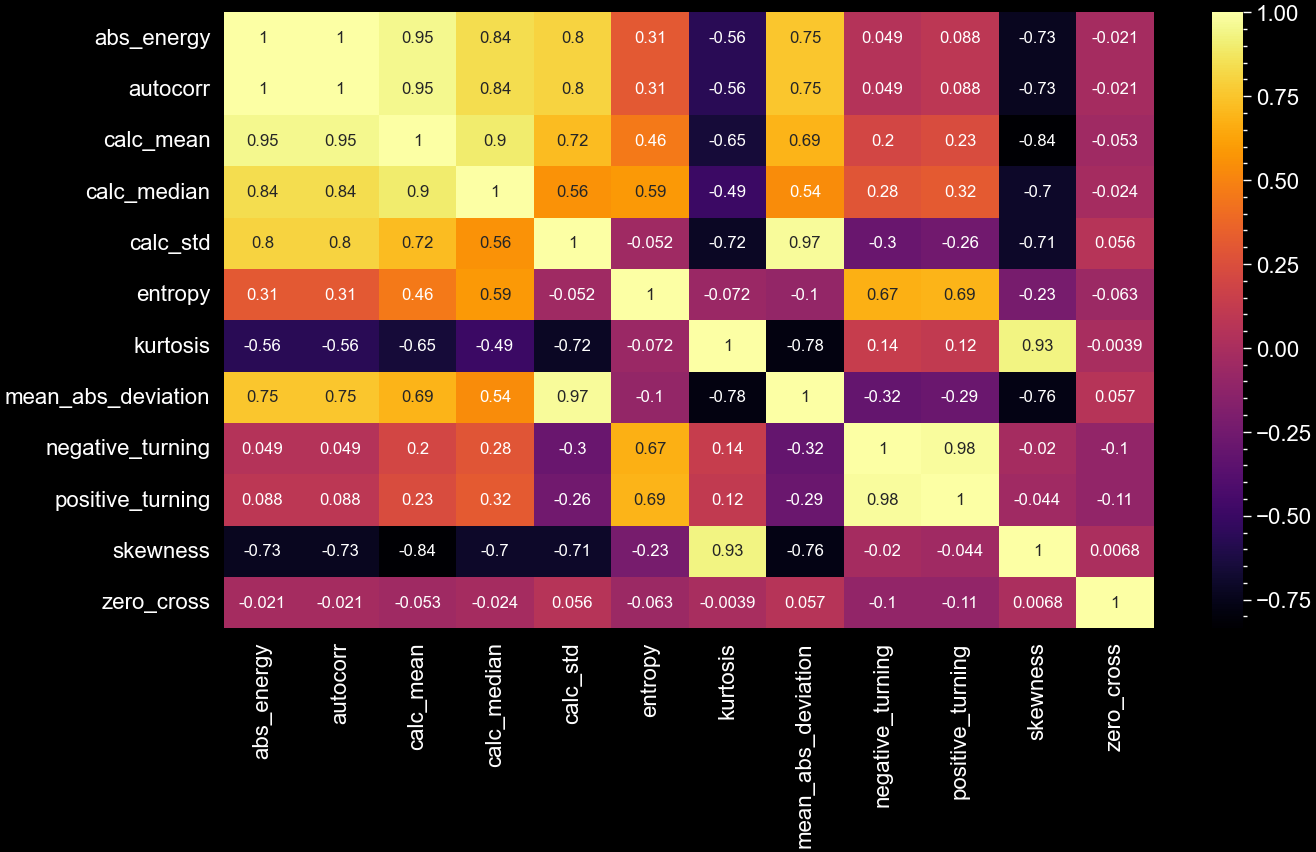 abs_energy 1 1 0.95 0.84 0.8 0.31 -0.56 0.75 0.049 0.088 -0.73 -0.021
autocorr 1 1 0.95 0.84 0.8 0.31 -0.56 0.75 0.049 0.088 -0.73 -0.021
calc_mean 0.95 0.95 1 0.9 0.72 0.46 -0.65 0.69 0.2 0.23 -0.84 -0.053
calc_median 0.84 0.84 0.9 1 0.56 0.59 -0.49 0.54 0.28 0.32 -0.7 -0.024
calc_std 0.8 0.8 0.72 0.56 1 -0.052 -0.72 0.97 -0.3 -0.26 -0.71 0.056
entropy 0.31 0.31 0.46 0.59 -0.052 1 -0.072 -0.1 0.67 0.69 -0.23 -0.063
kurtosis -0.56 -0.56 -0.65 -0.49 -0.72 -0.072 1 -0.78 0.14 0.12 0.93 -0.0039
mean_abs_deviation 0.75 0.75 0.69 0.54 0.97 -0.1 -0.78 1 -0.32 -0.29 -0.76 0.057
negative_turning 0.049 0.049 0.2 0.28 -0.3 0.67 0.14 -0.32 1 0.98 -0.02 -0.1
positive_turning 0.088 0.088 0.23 0.32 -0.26 0.69 0.12 -0.29 0.98 1 -0.044 -0.11
skewness -0.73 -0.73 -0.84 -0.7 -0.71 -0.23 0.93 -0.76 -0.02 -0.044 1 0.0068
zero_cross -0.021 -0.021 -0.053 -0.024 0.056 -0.063 -0.0039 0.057 -0.1 -0.11 0.0068 1
abs_energy
autocorr
calc_mean
calc_median
calc_std
entropy
kurtosis
mean_abs_deviation
negative_turning
positive_turning
skewness
zero_cross
1.00
0.75
0.50
0.25
0.00
−0.25
−0.50
−0.75